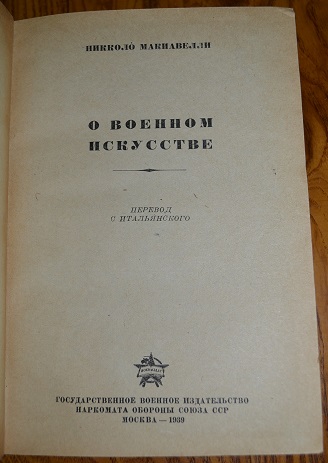 НИККОЛО МАКИАВЕЛЛИ
О ВОЕННОМ
ИСКУССТВЕ
ПЕРЕВОД
С ИТАЛЬЯНСКОГО
ГОСУДАРСТВЕННОЕ ВОЕННОЕ ИЗДАТЕЛЬСТВО
НАРКОМАТА ОБОРОНЫ СОЮЗА ССР
МОСКВА — 1939